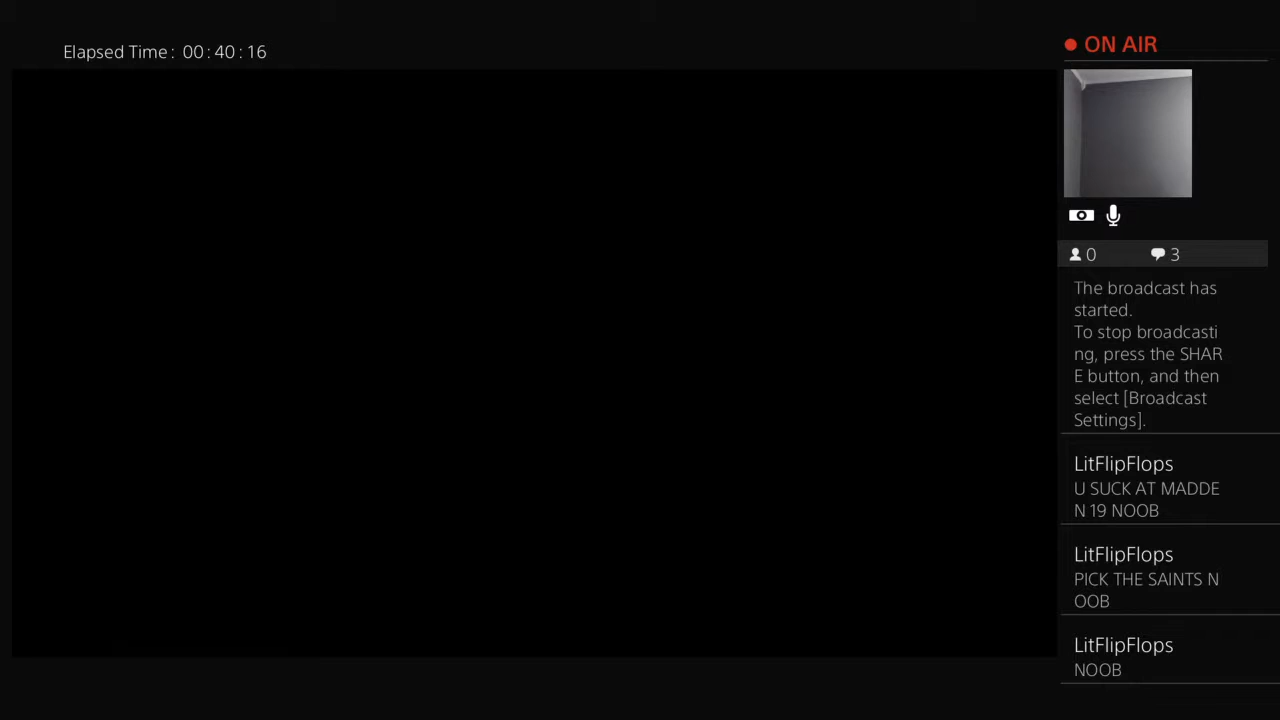 Elapsed Time: 00:40:16
ON AIR
0 3
The broadcast has
started.
To stop broadcasti
ng, press the SHAR
E button, and then
select [Broadcast
Settings].
LitFlipFlops
U SUCK AT MADDE
N 19 NOOB
LitFlipFlops
PICK THE SAINTS N
OOB
LitFlipFlops
NOOB